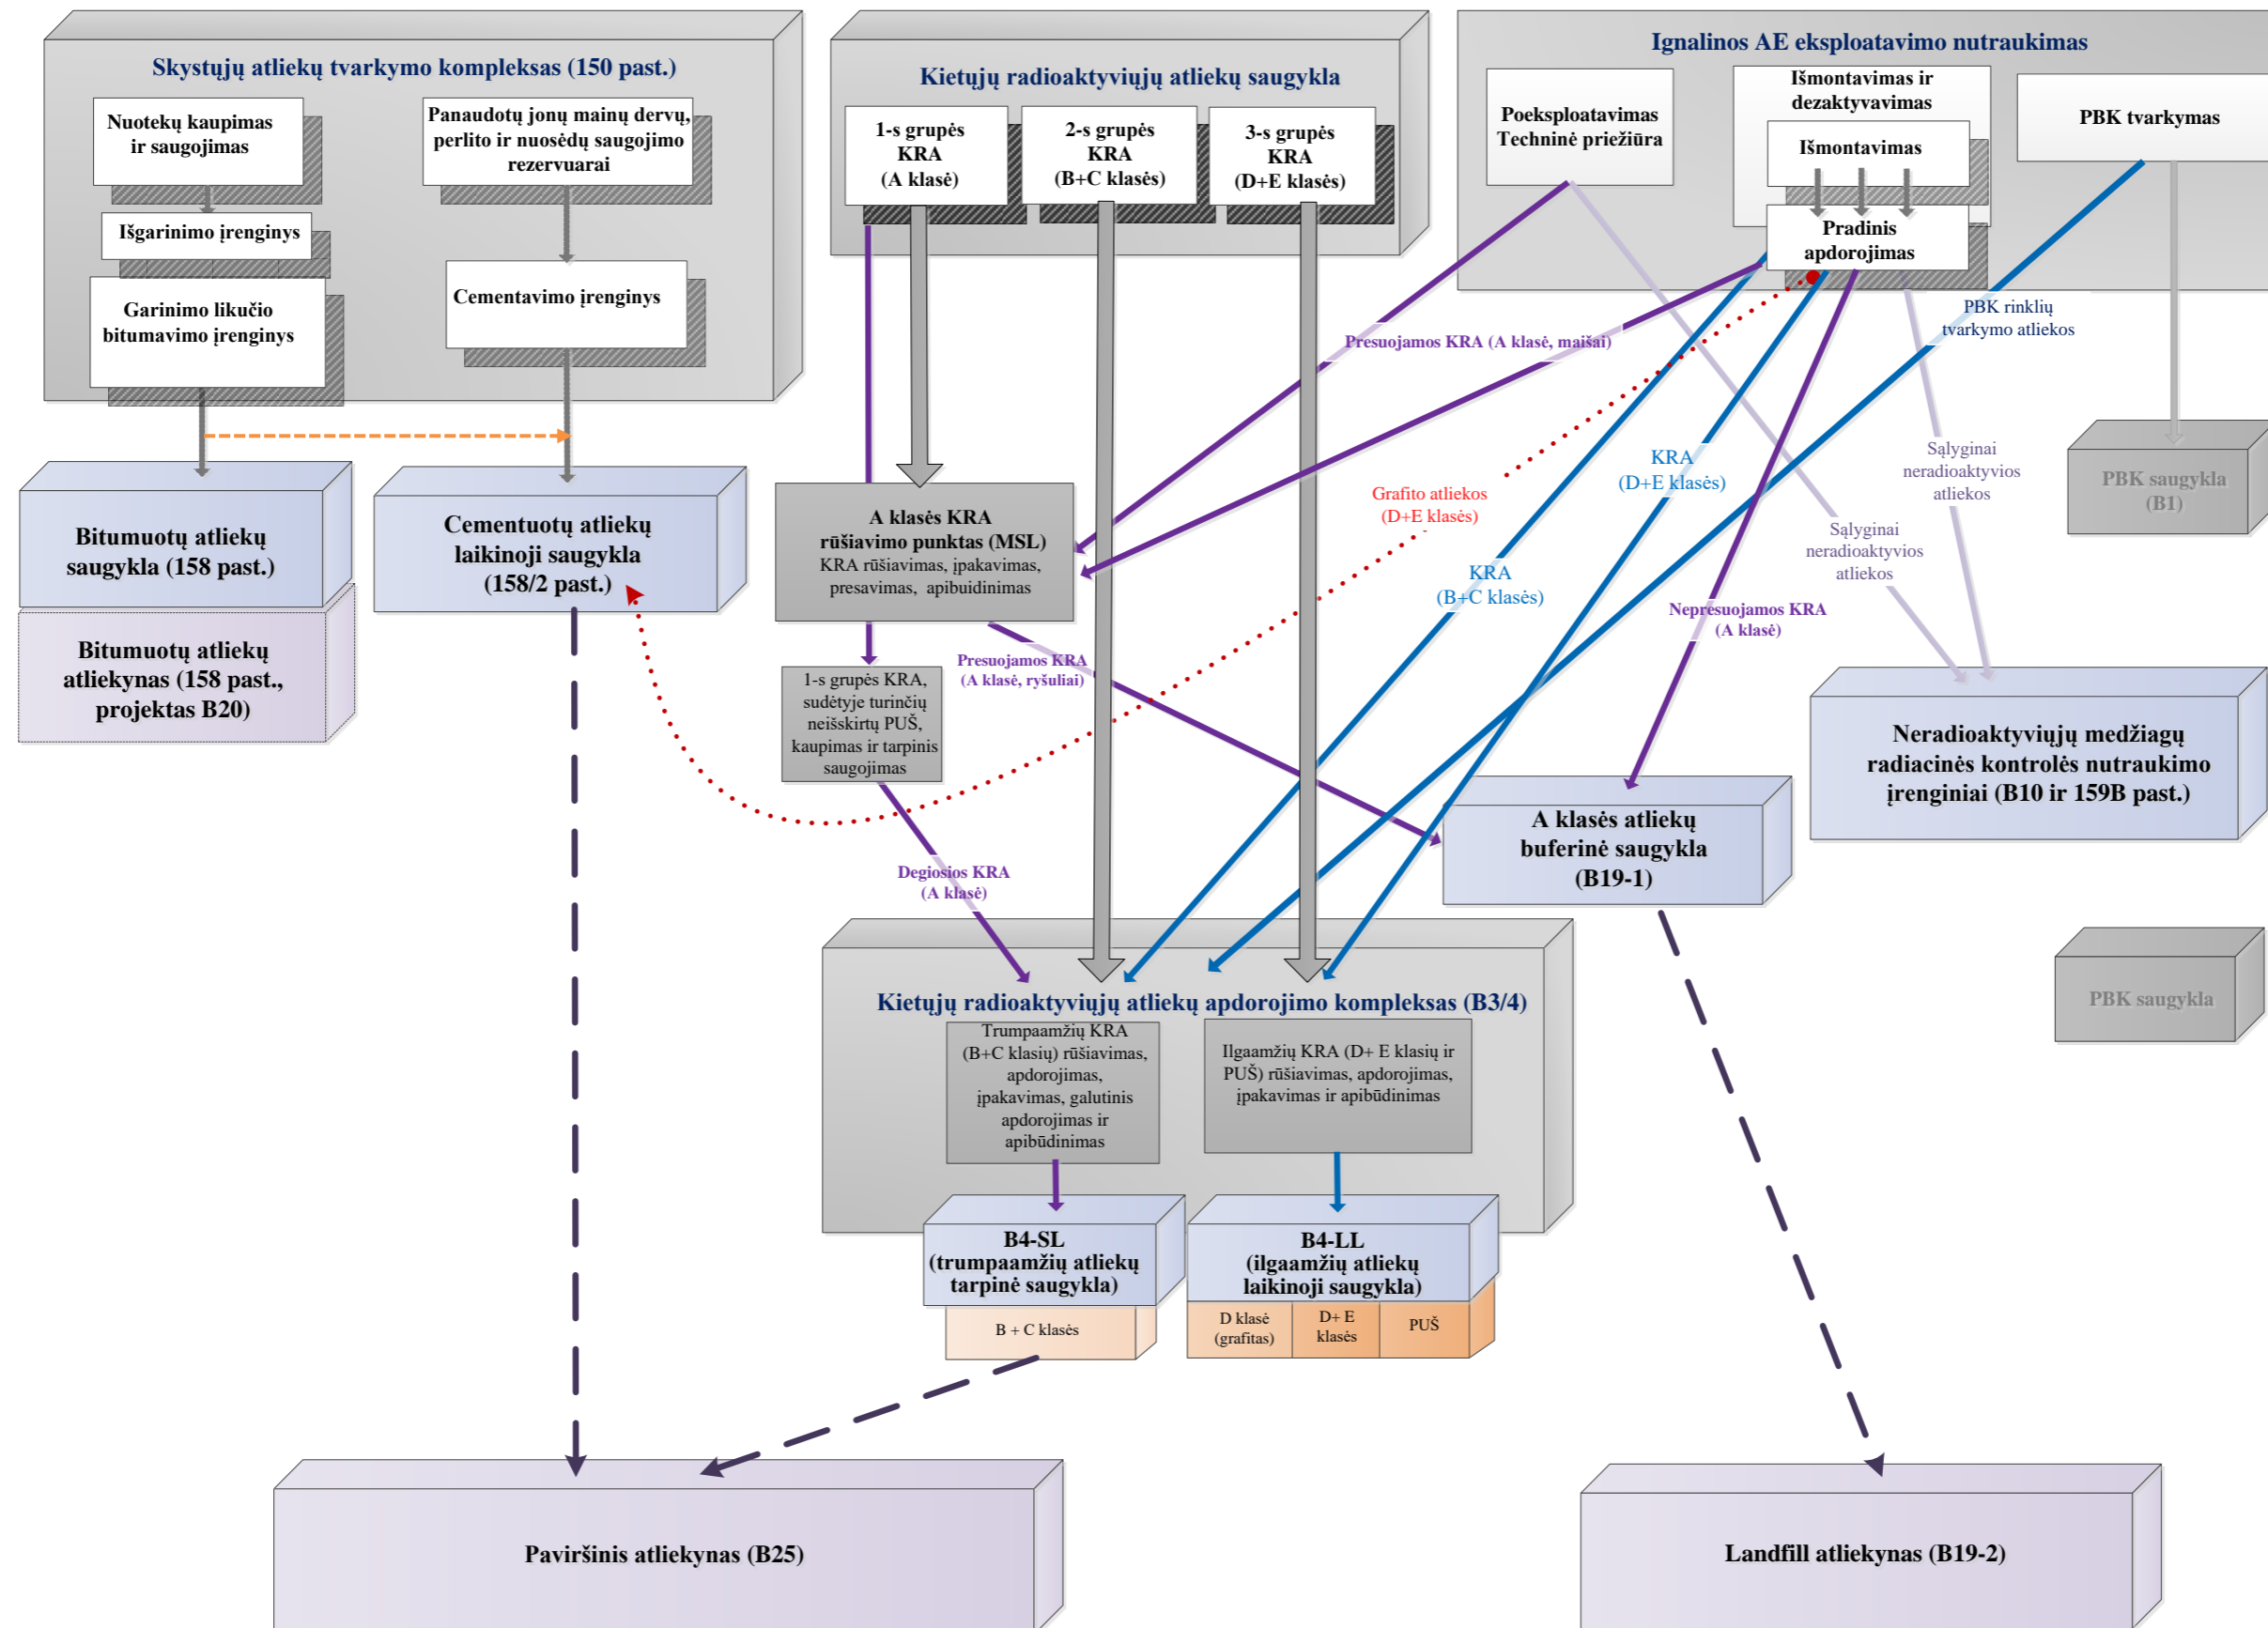 Skystųjų atliekų tvarkymo kompleksas (150 past.)
Nuotekų kaupimas
ir saugojimas
Panaudotų jonų mainų dervų,
perlito ir nuosėdų saugojimo
rezervuarai
Išgarinimo įrenginys
Cementavimo įrenginys
Garinimo likučio
bitumavimo įrenginys
Kietųjų radioaktyviųjų atliekų saugykla
1-s grupės
KRA
(A klasė)
2-s grupės
KRA
(B+C klasės)
3-s grupės
KRA
(D+E klasės)
Ignalinos AE eksploatavimo nutraukimas
Poeksploatavimas
Techninė priežiūra
Išmontavimas ir
dezaktyvavimas
Išmontavimas
Pradinis
apdorojimas
PBK tvarkymas
PBK rinklių
tvarkymo atliekos
Presuojamos KRA (A klasė, maišai)
Bitumuotų atliekų
saugykla (158 past.)
Bitumuotų atliekų
atliekynas (158 past.,
projektas B20)
Cementuotų atliekų
laikinoji saugykla
(158/2 past.)
A klasės KRA
rūšiavimo punktas (MSL)
KRA rūšiavimas, įpakavimas,
presavimas, apibuidinimas
Grafito atliekos
(D+E klasės)
KRA
(D+E klasės)
KRA
(B+C klasės)
Sąlyginai
neradioaktyvios
atliekos
Sąlyginai
neradioaktyvios
atliekos
PBK saugykla
(B1)
Nepresuojamos KRA
(A klasė)
Presuojamos KRA
(A klasė, ryšuliai)
1-s grupės KRA,
sudėtyje turinčių
neišskirtų PUŠ,
kaupimas ir tarpinis
saugojimas
Degiosios KRA
(A klasė)
A klasės atliekų
buferinė saugykla
(B19-1)
Neradioaktyviųjų medžiagų
radiacinės kontrolės nutraukimo
įrenginiai (B10 ir 159B past.)
PBK saugykla
Kietųjų radioaktyviųjų atliekų apdorojimo kompleksas (B3/4)
Trumpaamžių KRA
(B+C klasių) rūšiavimas,
apdorojimas,
įpakavimas, galutinis
apdorojimas ir
apibūdinimas
Ilgaamžių KRA (D+ E klasių ir
PUŠ) rūšiavimas, apdorojimas,
įpakavimas ir apibūdinimas
B4-SL
(trumpaamžių atliekų
tarpinė saugykla)
B + C klasės
B4-LL
(ilgaamžių atliekų
laikinoji saugykla)
D klasė
(grafitas)
D+ E
klasės
PUŠ
Paviršinis atliekynas (B25)
Landfill atliekynas (B19-2)